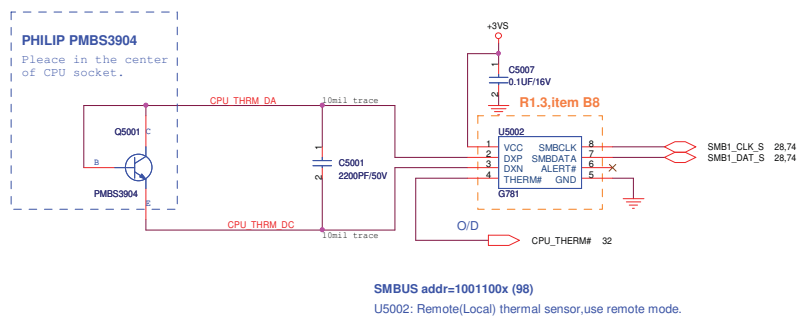 PHILIP PMBS3904
Pleace in the center
of CPU socket.
+3VS
1
C5007
0.1UF/16V
2
R1.3,item B8
CPU_THRM_DA
10mil trace
Q5001
C
B
PMBS3904
E
1
C5001
2200PF/50V
2
U5002
1 VCC SMBCLK 8
2 DXP SMBDATA 7
3 DXN ALERT# 6
4 THERM# GND 5
G781
SMB1_CLK_S 28,74
SMB1_DAT_S 28,74
CPU_THRM_DC
10mil trace
O/D
CPU_THERM# 32
SMBUS addr=1001100x (98)
U5002: Remote(Local) thermal sensor,use remote mode.